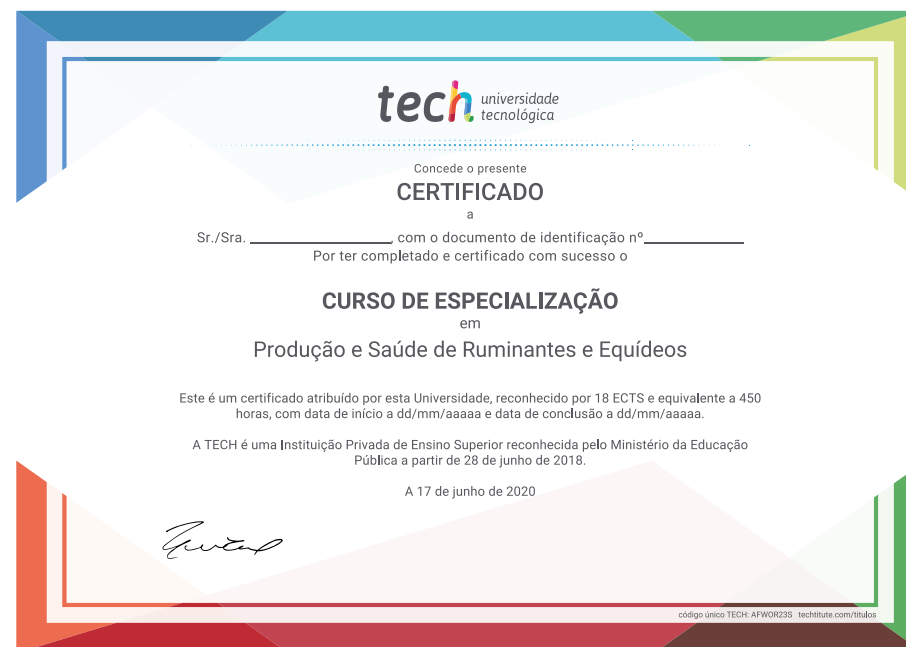 tech universidade
tecnológica
Concede o presente
CERTIFICADO
a
Sr./Sra. ____________________, com o documento de identificação nº______________
Por ter completado e certificado com sucesso o
CURSO DE ESPECIALIZAÇÃO
em
Produção e Saúde de Ruminantes e Equídeos
Este é um certificado atribuído por esta Universidade, reconhecido por 18 ECTS e equivalente a 450
horas, com data de início a dd/mm/aaaaa e data de conclusão a dd/mm/aaaaa.
A TECH é uma Instituição Privada de Ensino Superior reconhecida pelo Ministério da Educação
Pública a partir de 28 de junho de 2018.
A 17 de junho de 2020
código único TECH: AFWOR23S techtitute.com/titulos